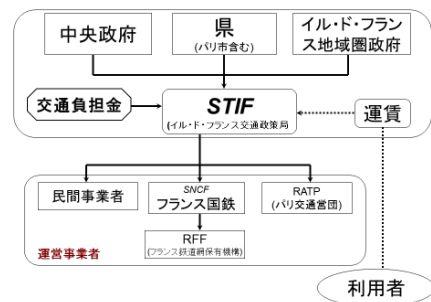 中央政府
県
(パリ市含む)
イル・ド・フラン
ス地域圏政府
交通負担金
STIF
(イル・ド・フランス交通政策局)
運賃
民間事業者
SNCF
フランス国鉄
RATP
(パリ交通営団)
RFF
(フランス鉄道網保有機構)
運営事業者
利用者